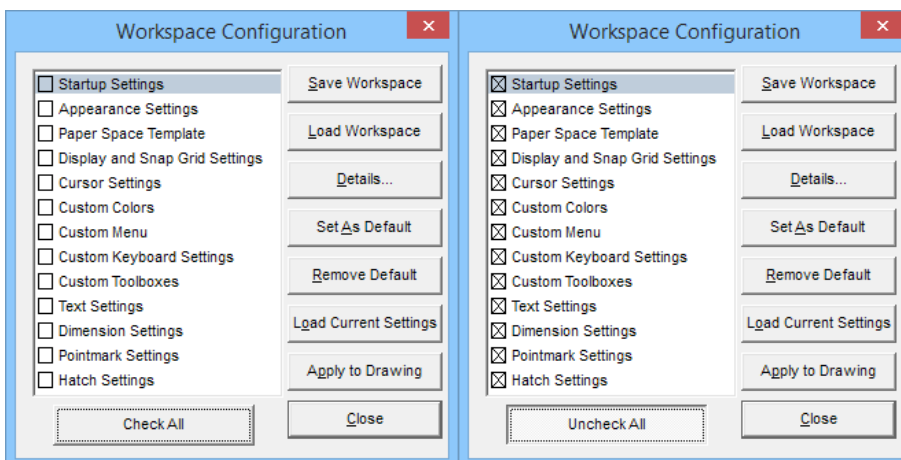 Workspace Configuration
Startup Settings
Appearance Settings
Paper Space Template
Display and Snap Grid Settings
Cursor Settings
Custom Colors
Custom Menu
Custom Keyboard Settings
Custom Toolboxes
Text Settings
Dimension Settings
Pointmark Settings
Hatch Settings
Check All
Save Workspace
Load Workspace
Details...
Set As Default
Remove Default
Load Current Settings
Apply to Drawing
Close
Workspace Configuration
Startup Settings
Appearance Settings
Paper Space Template
Display and Snap Grid Settings
Cursor Settings
Custom Colors
Custom Menu
Custom Keyboard Settings
Custom Toolboxes
Text Settings
Dimension Settings
Pointmark Settings
Hatch Settings
Uncheck All
Save Workspace
Load Workspace
Details...
Set As Default
Remove Default
Load Current Settings
Apply to Drawing
Close